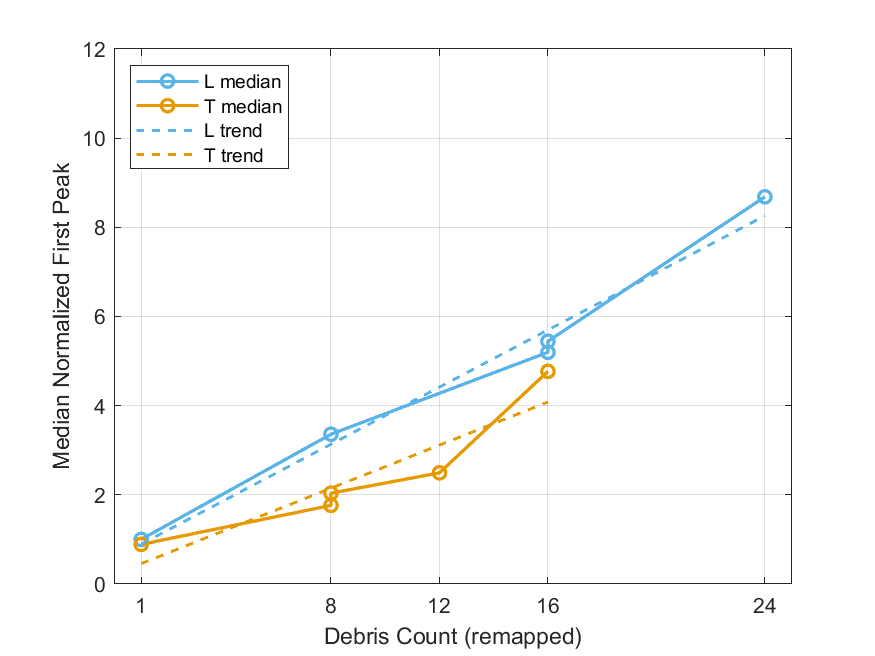 12
10
8
6
4
2
0
Median Normalized First Peak
L median
T median
L trend
T trend
1 8 12 16 24
Debris Count (remapped)